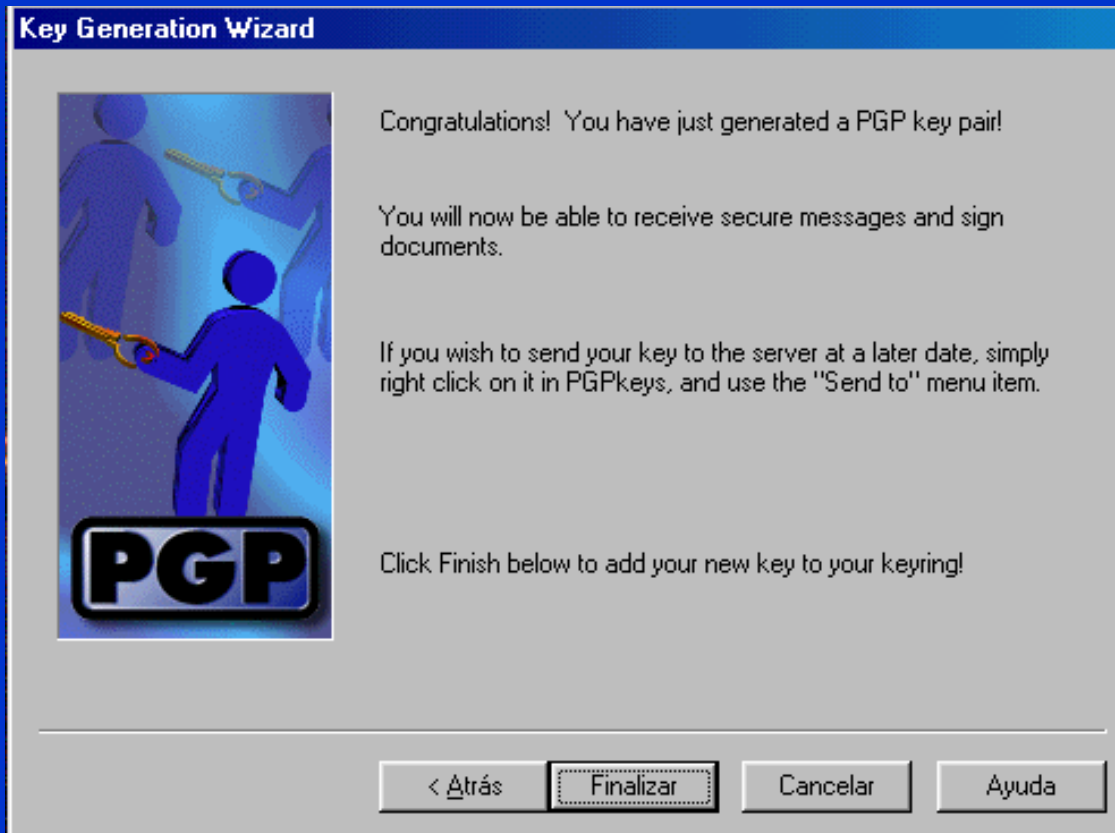 Key Generation Wizard
Congratulations!  You have just generated a PGP key pair!
You will now be able to receive secure messages and sign
documents.
If you wish to send your key to the server at a later date, simply
right click on it in PGPkeys, and use the "Send to" menu item.
PGP
Click Finish below to add your new key to your keyring!
< Atrás
Finalizar
Cancelar
Ayuda